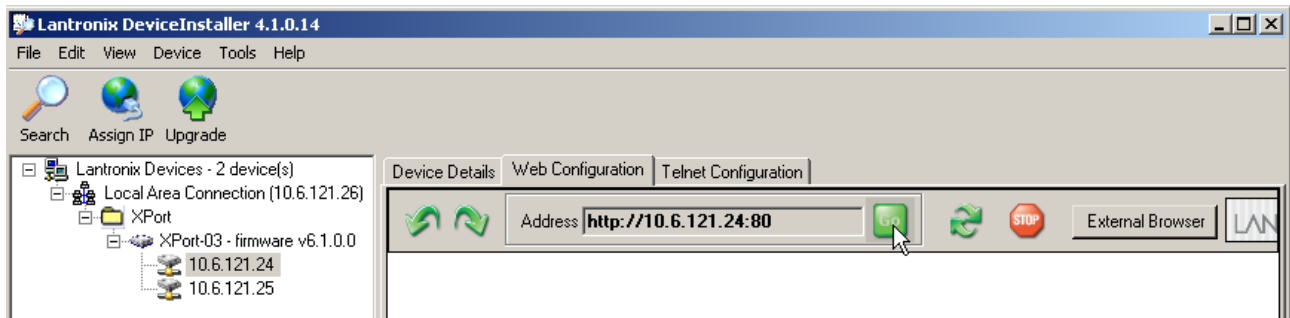 Lantronix DeviceInstaller 4.1.0.14
File Edit View Device Tools Help
Search Assign IP Upgrade
Lantronix Devices - 2 device(s)
Local Area Connection (10.6.121.26)
XPort
XPort-03 - firmware v6.1.0.0
10.6.121.24
10.6.121.25
Device Details Web Configuration Telnet Configuration
Address http://10.6.121.24:80 Go STOP External Browser LAN